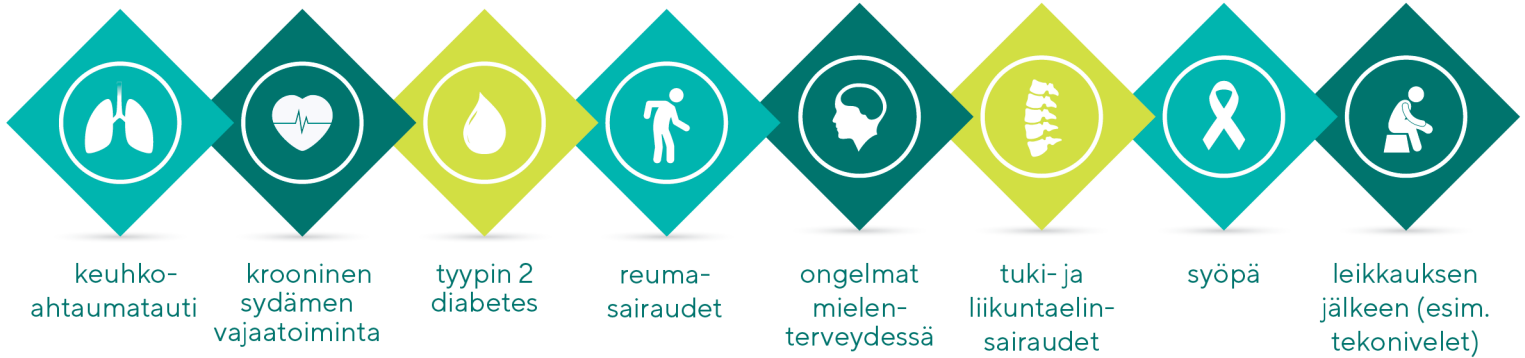 keuhko-
ahtaumatauti
krooninen
sydämen
vajaatoiminta
tyypin 2
diabetes
reuma-
sairaudet
ongelmat
mielen-
terveydessä
tuki- ja
liikuntaelin-
sairaudet
syöpä
leikkauksen
jälkeen (esim.
tekonivelet)